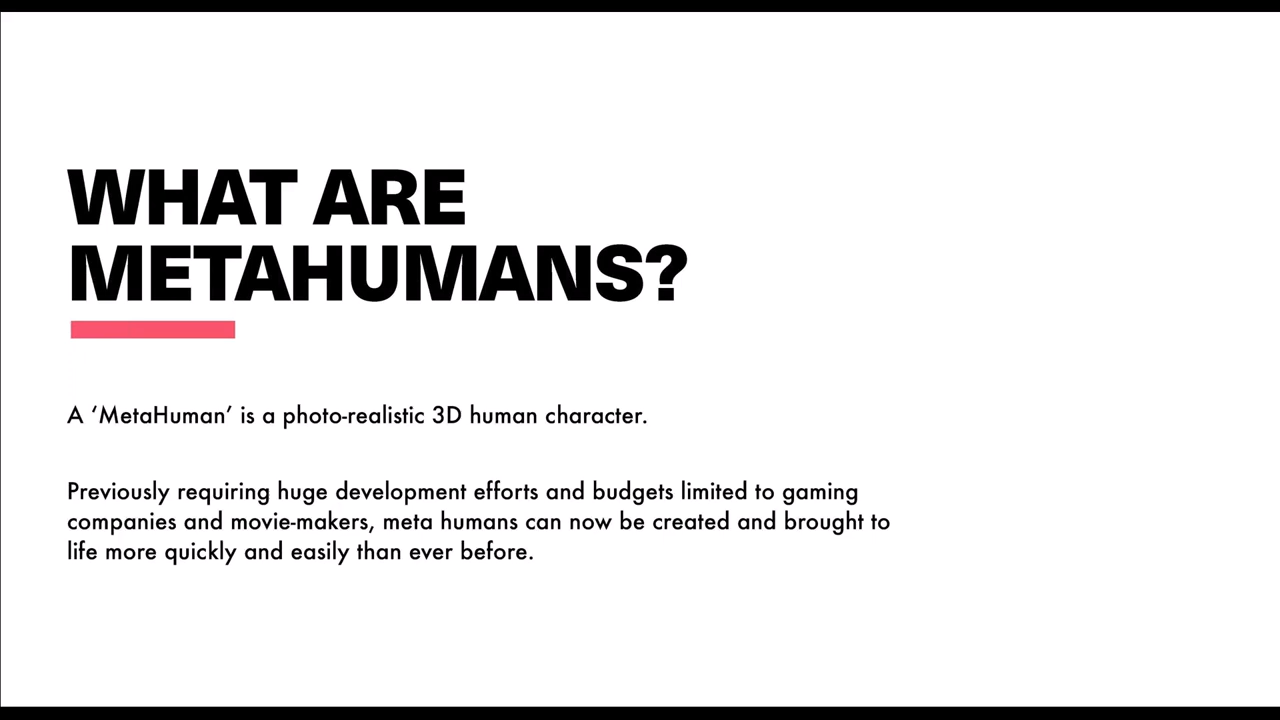 WHAT ARE
METAHUMANS?
A ‘MetaHuman’ is a photo-realistic 3D human character.
Previously requiring huge development efforts and budgets limited to gaming
companies and movie-makers, meta humans can now be created and brought to
life more quickly and easily than ever before.